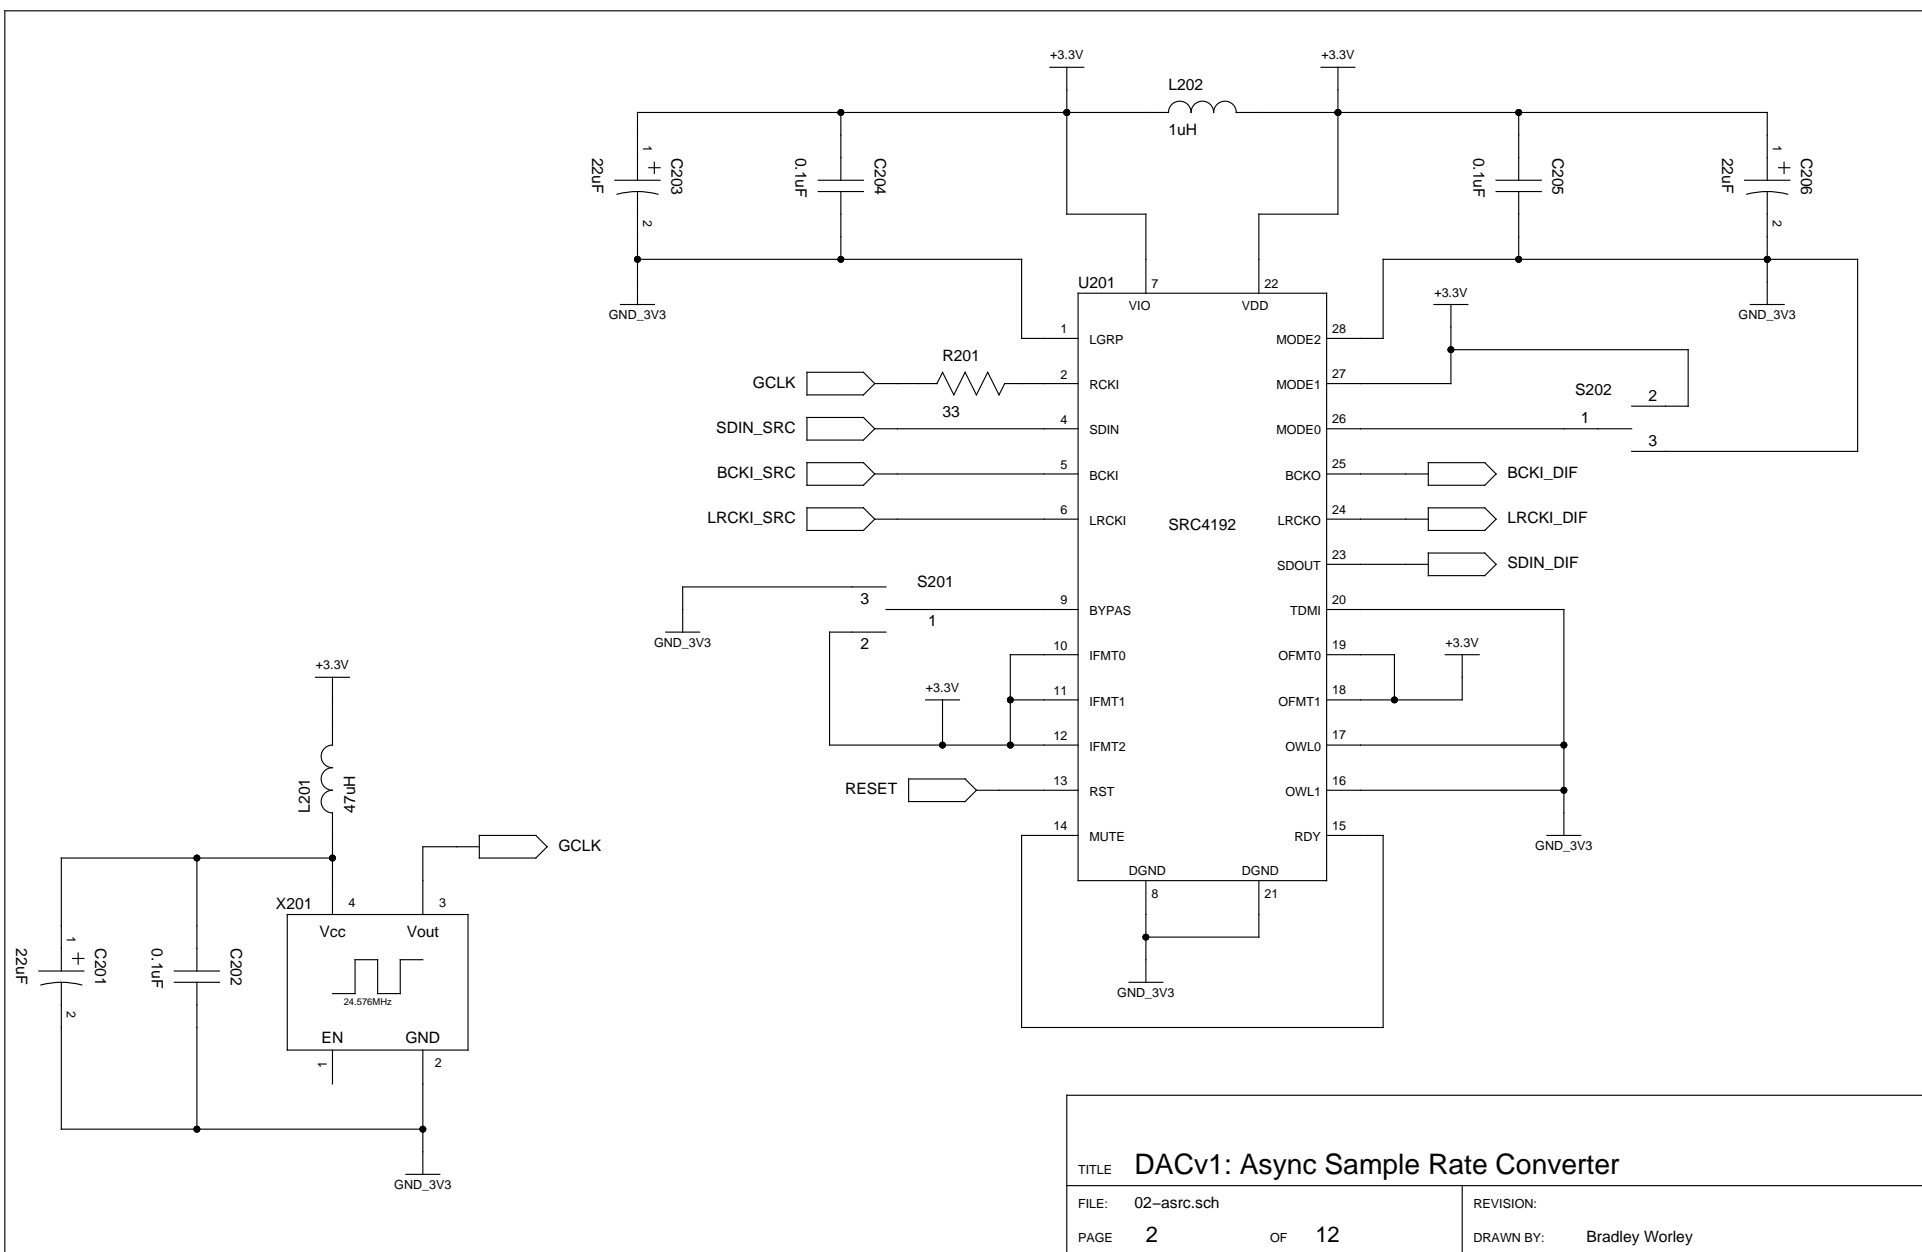 +3.3V
+3.3V
L202
1uH
1
+
2
C203
22uF
C204
0.1uF
C205
0.1uF
1
+
2
C206
22uF
GND_3V3
GND_3V3
U201
7
22
VIO
VDD
1
LGRP
MODE2
28
+3.3V
GCLK
R201
33
2
RCKI
MODE1
27
S202
2
1
3
SDIN_SRC
4
SDIN
MODE0
26
BCKI_SRC
5
BCKI
BCKO
25
BCKI_DIF
LRCKI_SRC
6
LRCKI
SRC4192
LRCKO
24
LRCKI_DIF
SDOUT
23
SDIN_DIF
S201
3
1
2
GND_3V3
9
BYPAS
TDMI
20
10
IFMT0
OFMT0
19
+3.3V
+3.3V
11
IFMT1
OFMT1
18
12
IFMT2
OWL0
17
RESET
13
RST
OWL1
16
14
MUTE
RDY
15
GND_3V3
DGND
DGND
8
21
GND_3V3
+3.3V
L201
47uH
GCLK
X201
4
3
Vcc
Vout
24.576MHz
EN
GND
1
2
1
+
2
C201
22uF
C202
0.1uF
GND_3V3
TITLE DACv1: Async Sample Rate Converter
FILE: 02-asrc.sch
REVISION:
PAGE 2 OF 12
DRAWN BY: Bradley Worley